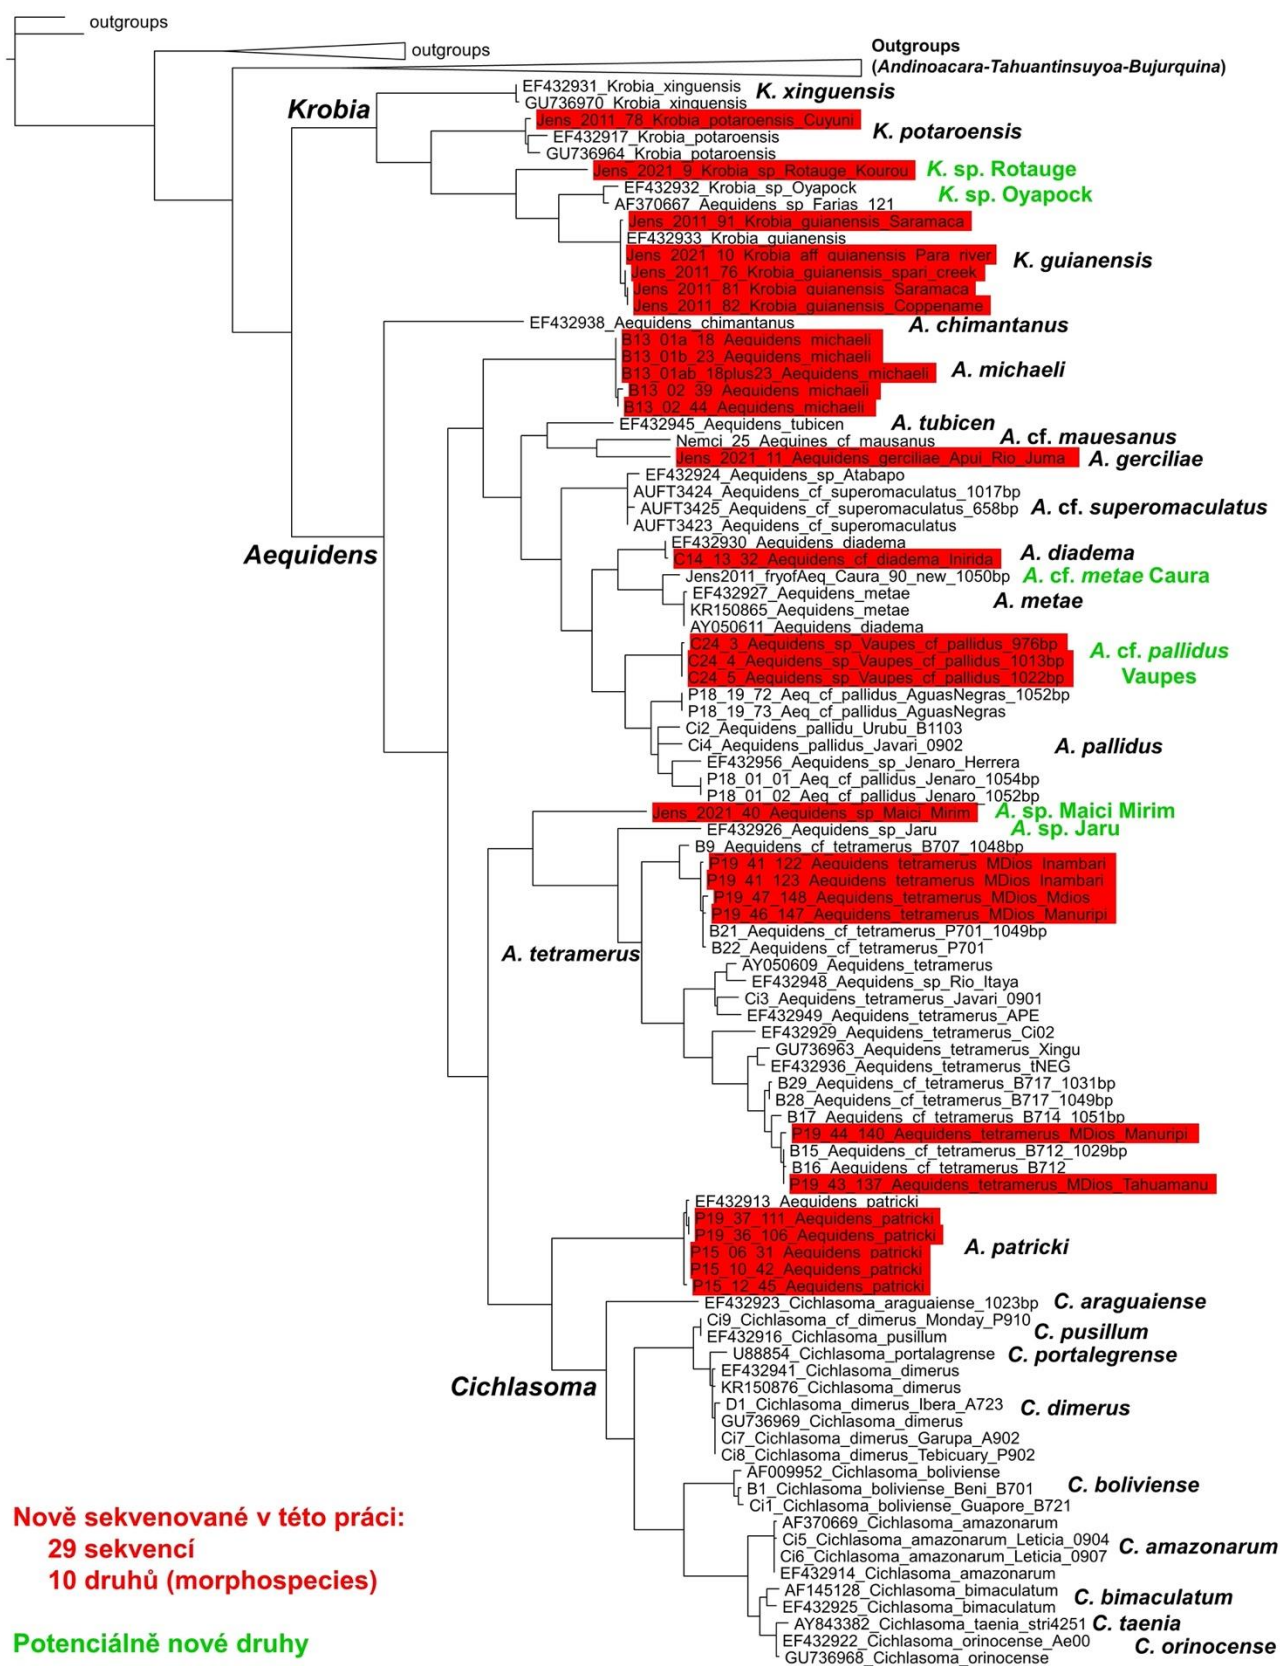 outgroups
outgroups
Outgroups
(Andinoacara-Tahuantinsuyoa-Bujurquina)
EF432931_Krobia_xinguensis
K. xinguensis
Krobia
GU736970_Krobia_xinguensis
Jens_2011_78_Krobia_potaroensis_Cuyuni
EF432917_Krobia_potaroensis
K. potaroensis
GU736964_Krobia_potaroensis
Jens_2021_9_Krobia_sp_Rotauge_Kourou
K. sp. Rotauge
EF432932_Krobia_sp_Oyapock
K. sp. Oyapock
AF370667_Aequidens_sp_Farias_121
Jens_2011_91_Krobia_guianensis_Saramaca
EF432933_Krobia_guianensis
Jens_2021_10_Krobia_aff_guianensis_Para_river
K. guianensis
Jens_2011_76_Krobia_guianensis_spari_creek
Jens_2011_81_Krobia_guianensis_Saramaca
Jens_2011_82_Krobia_guianensis_Coppename
EF432938_Aequidens_chimantanus
A. chimantanus
B13_01a_18_Aequidens_michaeli
B13_01b_23_Aequidens_michaeli
B13_01ab_18plus23_Aequidens_michaeli
A. michaeli
B13_02_39_Aequidens_michaeli
B13_02_44_Aequidens_michaeli
EF432945_Aequidens_tubicen
A. tubicen
Nemci_25_Aequines_cf_mausanus
A. cf. mauesanus
Jens_2021_11_Aequidens_gerciliae_Apui_Rio_Juma
A. gerciliae
EF432924_Aequidens_sp_Atabapo
AUFT3424_Aequidens_cf_superomaculatus_1017bp
AUFT3425_Aequidens_cf_superomaculatus_658bp
A. cf. superomaculatus
AUFT3423_Aequidens_cf_superomaculatus
EF432930_Aequidens_diadema
Aequidens
C14_13_32_Aequidens_cf_diadema_Inirida
A. diadema
Jens2011_fryofAeq_Caura_90_new_1050bp
A. cf. metae Caura
EF432927_Aequidens_metae
A. metae
KR150865_Aequidens_metae
AY050611_Aequidens_diadema
C24_3_Aequidens_sp_Vaupes_cf_pallidus_976bp
A. cf. pallidus
C24_4_Aequidens_sp_Vaupes_cf_pallidus_1013bp
Vaupes
C24_5_Aequidens_sp_Vaupes_cf_pallidus_1022bp
P18_19_72_Aeq_cf_pallidus_AguasNegras_1052bp
P18_19_73_Aeq_cf_pallidus_AguasNegras
Ci2_Aequidens_pallidu_Urubu_B1103
Ci4_Aequidens_pallidus_Javari_0902
A. pallidus
EF432956_Aequidens_sp_Jenaro_Herrera
P18_01_01_Aeq_cf_pallidus_Jenaro_1054bp
P18_01_02_Aeq_cf_pallidus_Jenaro_1052bp
Jens_2021_40_Aequidens_sp_Maici_Mirim
A. sp. Maici Mirim
EF432926_Aequidens_sp_Jaru
A. sp. Jaru
B9_Aequidens_cf_tetramerus_B707_1048bp
P19_41_122_Aequidens_tetramerus_MDios_Inambari
P19_41_123_Aequidens_tetramerus_MDios_Inambari
P19_47_148_Aequidens_tetramerus_MDios_Mdios
P19_46_147_Aequidens_tetramerus_MDios_Manuripi
B21_Aequidens_cf_tetramerus_P701_1049bp
B22_Aequidens_cf_tetramerus_P701
A. tetramerus
AY050609_Aequidens_tetramerus
EF432948_Aequidens_sp_Rio_Itaya
Ci3_Aequidens_tetramerus_Javari_0901
EF432949_Aequidens_tetramerus_APE
EF432929_Aequidens_tetramerus_Ci02
GU736963_Aequidens_tetramerus_Xingu
EF432936_Aequidens_tetramerus_tNEG
B29_Aequidens_cf_tetramerus_B717_1031bp
B28_Aequidens_cf_tetramerus_B717_1049bp
B17_Aequidens_cf_tetramerus_B714_1051bp
P19_44_140_Aequidens_tetramerus_MDios_Manuripi
B15_Aequidens_cf_tetramerus_B712_1029bp
B16_Aequidens_cf_tetramerus_B712
P19_43_137_Aequidens_tetramerus_MDios_Tahuamanu
EF432913_Aequidens_patricki
P19_37_111_Aequidens_patricki
P19_36_106_Aequidens_patricki
A. patricki
P15_06_31_Aequidens_patricki
P15_10_42_Aequidens_patricki
P15_12_45_Aequidens_patricki
EF432923_Cichlasoma_araguaiense_1023bp
C. araguaiense
Ci9_Cichlasoma_cf_dimerus_Monday_P910
EF432916_Cichlasoma_pusillum
C. pusillum
U88854_Cichlasoma_portalagrense
C. portalegrense
EF432941_Cichlasoma_dimerus
Cichlasoma
KR150876_Cichlasoma_dimerus
D1_Cichlasoma_dimerus_Ibera_A723
C. dimerus
GU736969_Cichlasoma_dimerus
Ci7_Cichlasoma_dimerus_Garupa_A902
Ci8_Cichlasoma_dimerus_Tebicuary_P902
AF009952_Cichlasoma_boliviense
B1_Cichlasoma_boliviense_Beni_B701
C. boliviense
Ci1_Cichlasoma_boliviense_Guapore_B721
AF370669_Cichlasoma_amazonarum
Ci5_Cichlasoma_amazonarum_Leticia_0904
C. amazonarum
Ci6_Cichlasoma_amazonarum_Leticia_0907
EF432914_Cichlasoma_amazonarum
AF145128_Cichlasoma_bimaculatum
C. bimaculatum
EF432925_Cichlasoma_bimaculatum
AY843382_Cichlasoma_taenia_stri4251
C. taenia
EF432922_Cichlasoma_orinocense_Ae00
C. orinocense
GU736968_Cichlasoma_orinocense
Nově sekvenované v této práci:
29 sekvencí
10 druhů (morphospecies)
Potenciálně nové druhy